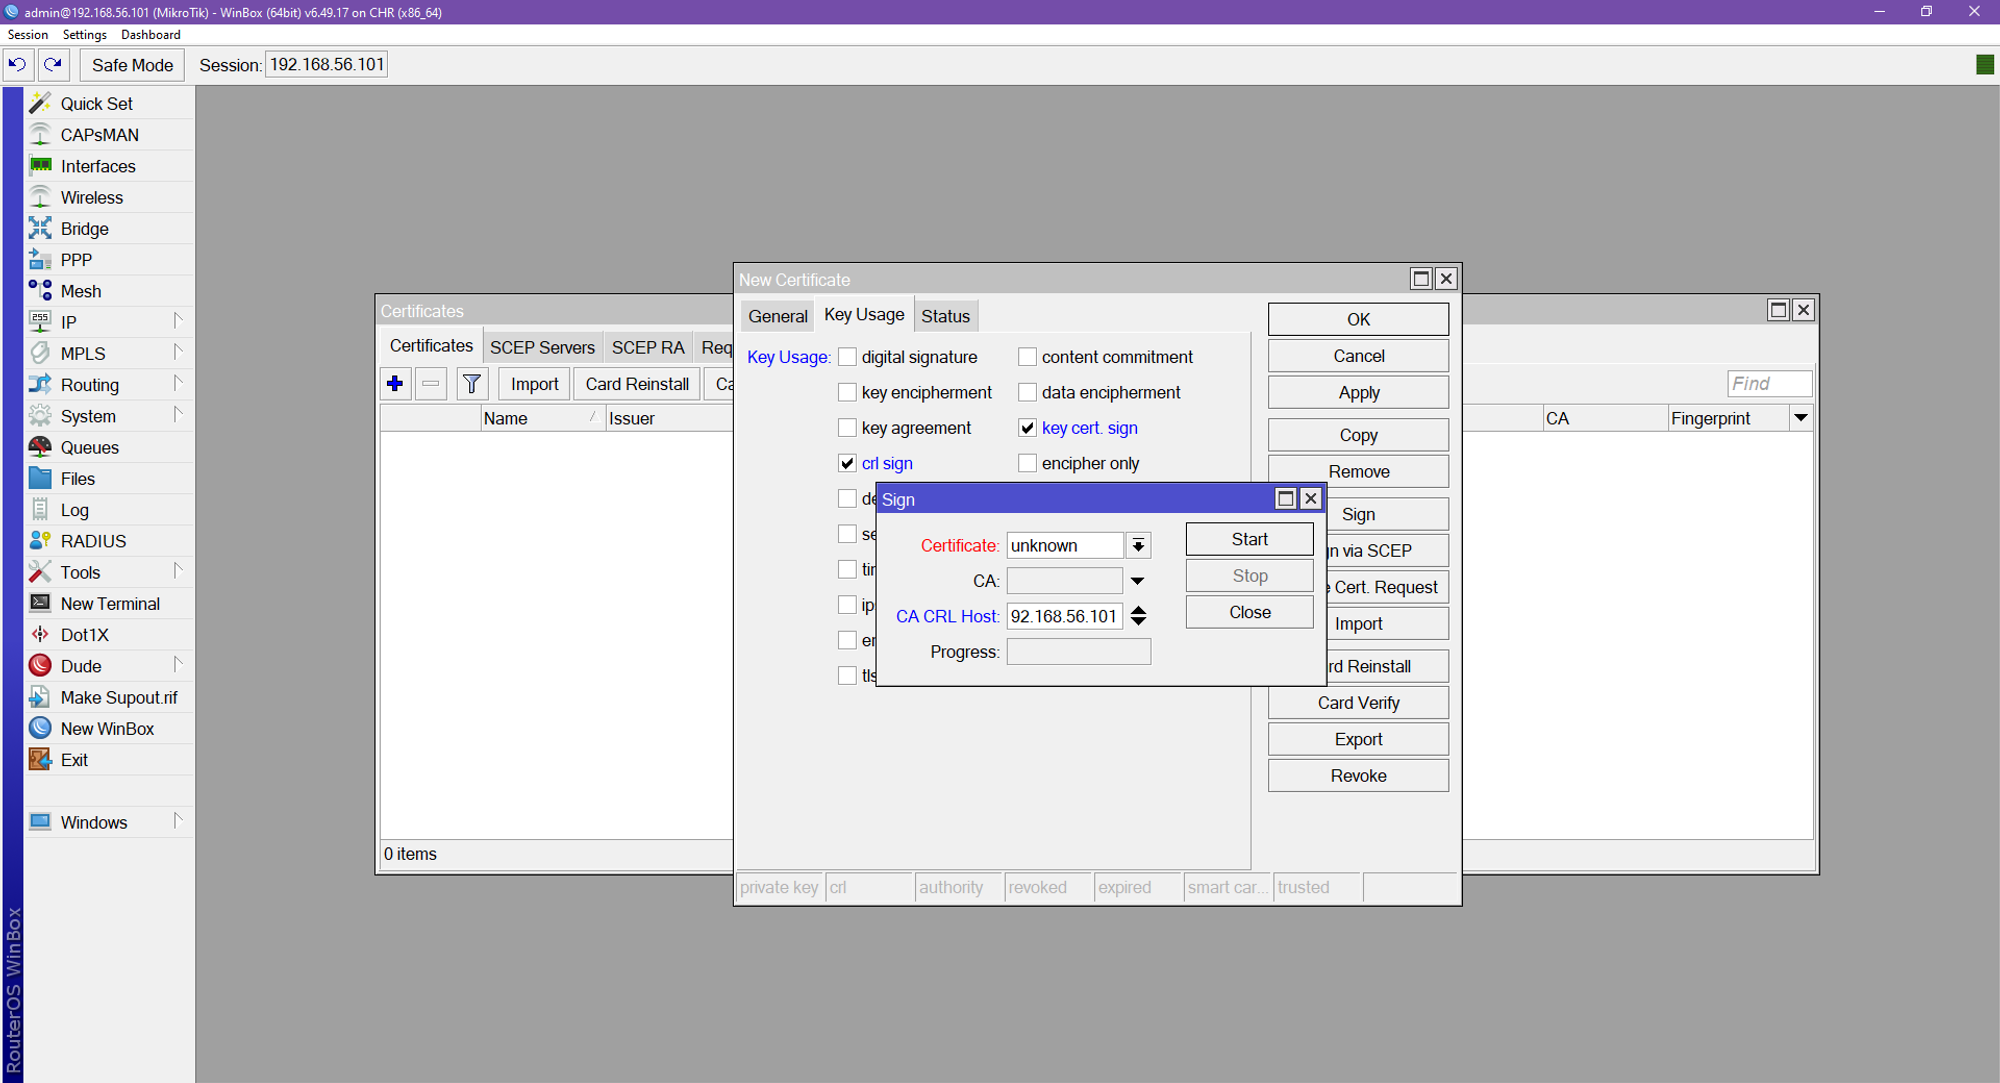 admin@192.168.56.101 (MikroTik) - WinBox (64bit) v6.49.17 on CHR (x86_64)
Session Settings Dashboard
Safe Mode Session: 192.168.56.101
Quick Set
CAPsMAN
Interfaces
Wireless
Bridge
PPP
Mesh
255
IP
MPLS
Routing
System
Queues
Files
Log
RADIUS
Tools
New Terminal
Dot1X
Dude
Make Supout.rif
New WinBox
Exit
Windows
RouterOS WinBox
Certificates
Certificates SCEP Servers SCEP RA Req
Import Card Reinstall Ca
Find
Name Issuer CA Fingerprint
0 items
New Certificate
General Key Usage Status
Key Usage: digital signature content commitment
key encipherment data encipherment
key agreement key cert. sign
crl sign encipher only
de
se
tim
ip
en
tls
OK
Cancel
Apply
Copy
Remove
Sign
gn via SCEP
e Cert. Request
Import
rd Reinstall
Card Verify
Export
Revoke
private key crl authority revoked expired smart car... trusted
Sign
Certificate: unknown
CA:
CA CRL Host: 92.168.56.101
Progress:
Start
Stop
Close